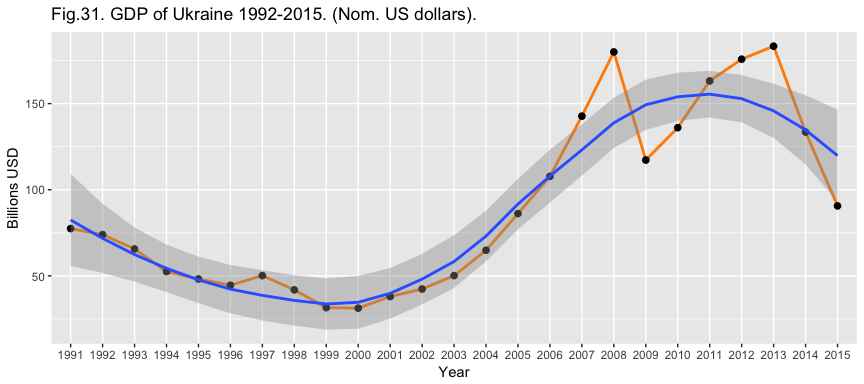 Fig.31. GDP of Ukraine 1992-2015. (Nom. US dollars).
Billions USD
150
100
50
1991 1992 1993 1994 1995 1996 1997 1998 1999 2000 2001 2002 2003 2004 2005 2006 2007 2008 2009 2010 2011 2012 2013 2014 2015
Year